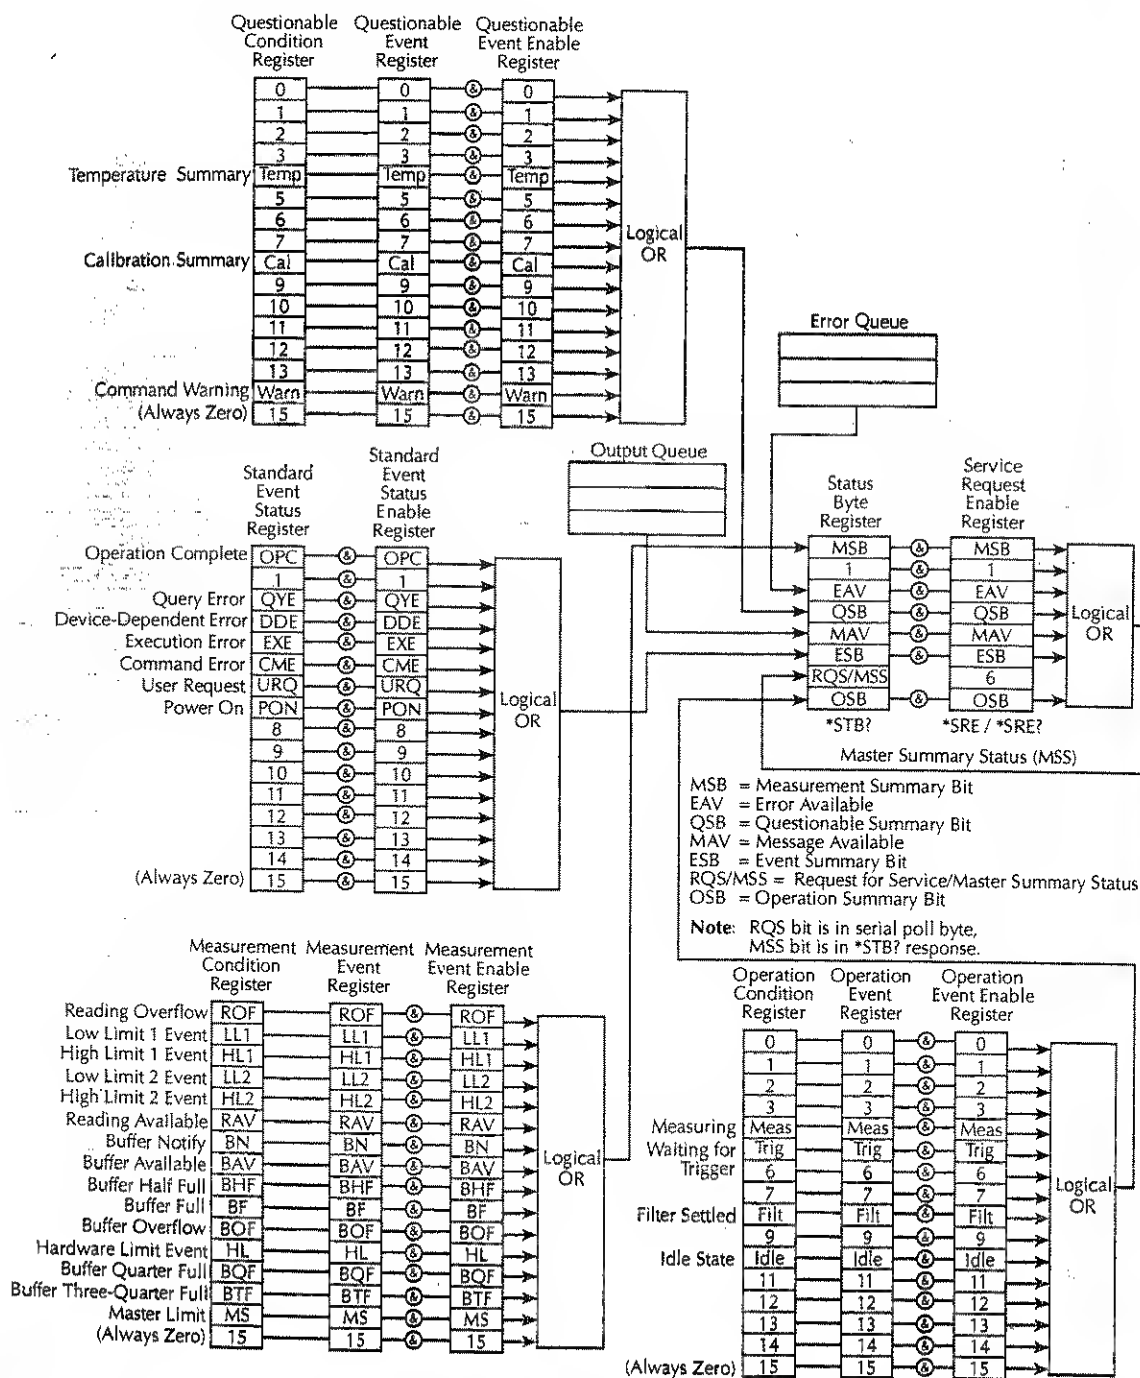 Questionable Condition Register
Questionable Event Register
Questionable Event Enable Register
0 0 & 0
1 1 & 1
2 2 & 2
3 3 & 3
Temperature Summary Temp Temp & Temp
5 5 & 5
6 6 & 6
7 7 & 7
Calibration Summary Cal Cal & Cal
9 9 & 9
10 10 & 10
11 11 & 11
12 12 & 12
13 13 & 13
Command Warning Warn Warn & Warn
(Always Zero) 15 15 & 15
Logical OR
Error Queue
Output Queue
Standard Event Status Register
Standard Event Status Enable Register
Operation Complete OPC & OPC
1 & 1
Query Error QYE & QYE
Device-Dependent Error DDE & DDE
Execution Error EXE & EXE
Command Error CME & CME
User Request URQ & URQ
Power On PON & PON
8 & 8
9 & 9
10 & 10
11 & 11
12 & 12
13 & 13
14 & 14
(Always Zero) 15 & 15
Logical OR
Status Byte Register
Service Request Enable Register
MSB & MSB
1 & 1
EAV & EAV
QSB & QSB
MAV & MAV
ESB & ESB
RQS/MSS 6
OSB & OSB
*STB? *SRE / *SRE?
Logical OR
Master Summary Status (MSS)
MSB = Measurement Summary Bit
EAV = Error Available
QSB = Questionable Summary Bit
MAV = Message Available
ESB = Event Summary Bit
RQS/MSS = Request for Service/Master Summary Status
OSB = Operation Summary Bit
Note: RQS bit is in serial poll byte,
MSS bit is in *STB? response.
Measurement Condition Register
Measurement Event Register
Measurement Event Enable Register
Reading Overflow ROF ROF & ROF
Low Limit 1 Event LL1 LL1 & LL1
High Limit 1 Event HL1 HL1 & HL1
Low Limit 2 Event LL2 LL2 & LL2
High Limit 2 Event HL2 HL2 & HL2
Reading Available RAV RAV & RAV
Buffer Notify BN BN & BN
Buffer Available BAV BAV & BAV
Buffer Half Full BHF BHF & BHF
Buffer Full BF BF & BF
Buffer Overflow BOF BOF & BOF
Hardware Limit Event HL HL & HL
Buffer Quarter Full BQF BQF & BQF
Buffer Three-Quarter Full BTF BTF & BTF
Master Limit MS MS & MS
(Always Zero) 15 15 & 15
Logical OR
Operation Condition Register
Operation Event Register
Operation Event Enable Register
0 0 & 0
1 1 & 1
2 2 & 2
3 3 & 3
Measuring Meas Meas & Meas
Waiting for Trigger Trig Trig & Trig
6 6 & 6
7 7 & 7
Filter Settled Filt Filt & Filt
9 9 & 9
Idle State Idle Idle & Idle
11 11 & 11
12 12 & 12
13 13 & 13
14 14 & 14
(Always Zero) 15 15 & 15
Logical OR